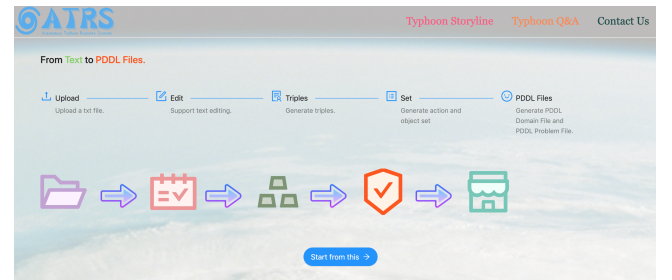 ATRS
Typhoon Storyline Typhoon Q&A Contact Us
From Text to PDDL Files.
Upload Edit Triples Set PDDL Files
Upload a txt file. Support text editing. Generate triples. Generate action and object set Generate PDDL Domain File and PDDL Problem File.
Start from this →